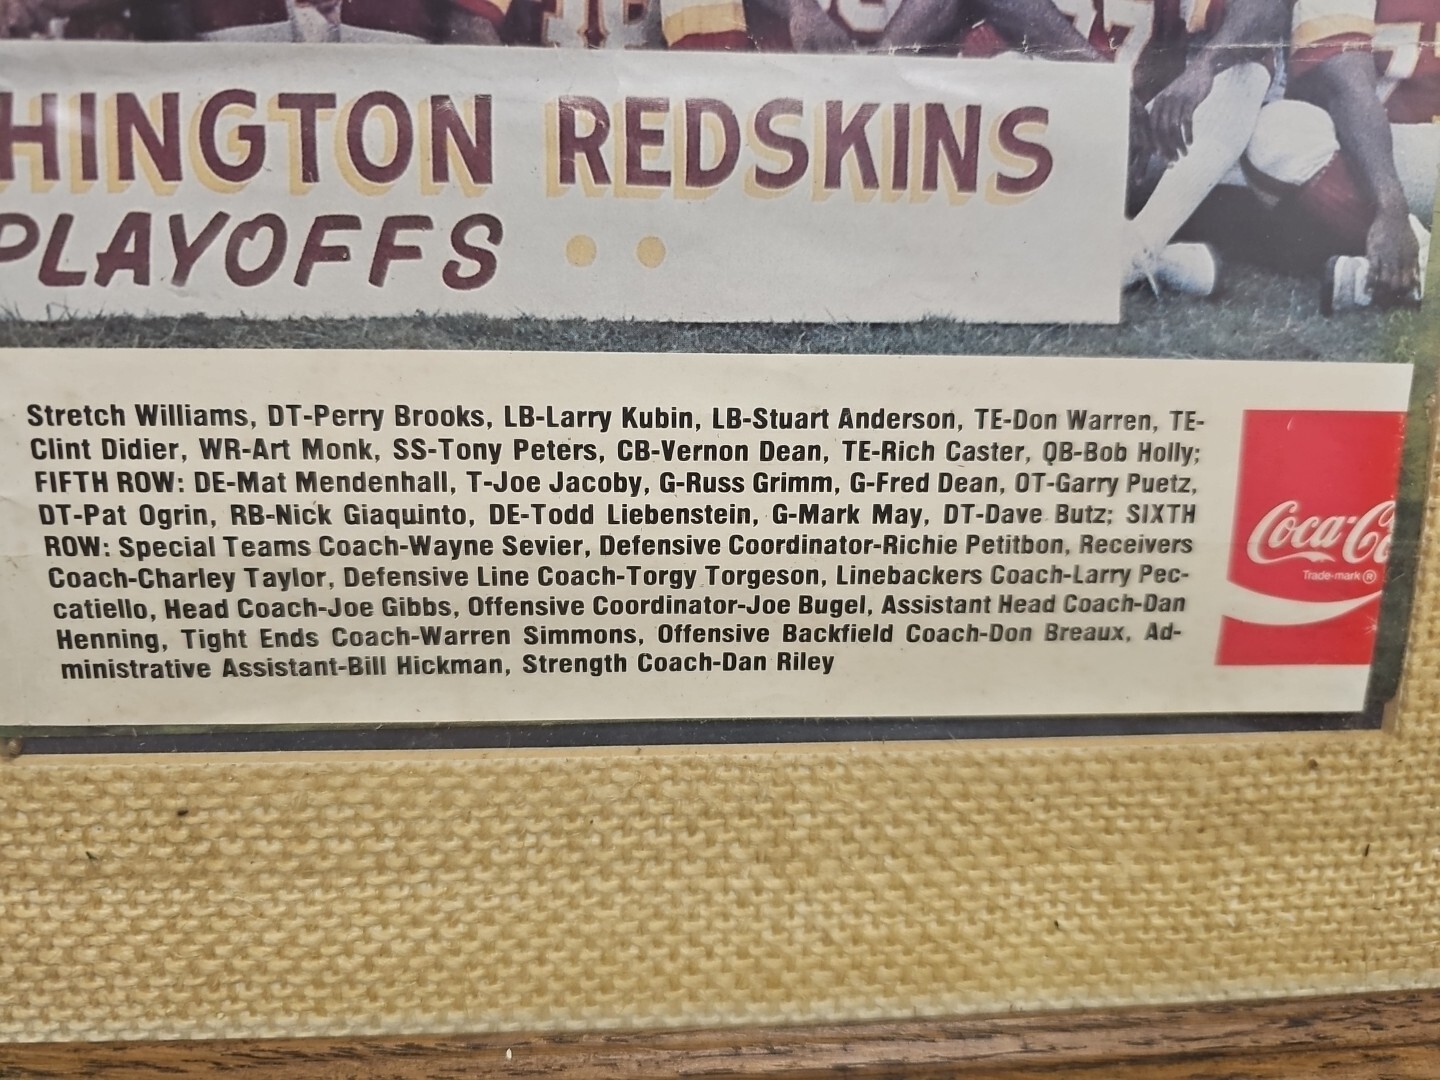 HINGTON REDSKINS
PLAYOFFS
Stretch Williams, DT-Perry Brooks, LB-Larry Kubin, LB-Stuart Anderson, TE-Don Warren, TE-
Clint Didier, WR-Art Monk, SS-Tony Peters, CB-Vernon Dean, TE-Rich Caster, QB-Bob Holly;
FIFTH ROW: DE-Mat Mendenhall, T-Joe Jacoby, G-Russ Grimm, G-Fred Dean, OT-Garry Puetz,
DT-Pat Ogrin, RB-Nick Giaquinto, DE-Todd Liebenstein, G-Mark May, DT-Dave Butz; SIXTH
ROW: Special Teams Coach-Wayne Sevier, Defensive Coordinator-Richie Petitbon, Receivers
Coach-Charley Taylor, Defensive Line Coach-Torgy Torgeson, Linebackers Coach-Larry Pec-
catiello, Head Coach-Joe Gibbs, Offensive Coordinator-Joe Bugel, Assistant Head Coach-Dan
Henning, Tight Ends Coach-Warren Simmons, Offensive Backfield Coach-Don Breaux, Ad-
ministrative Assistant-Bill Hickman, Strength Coach-Dan Riley
Coca-Co
Trade-mark ®